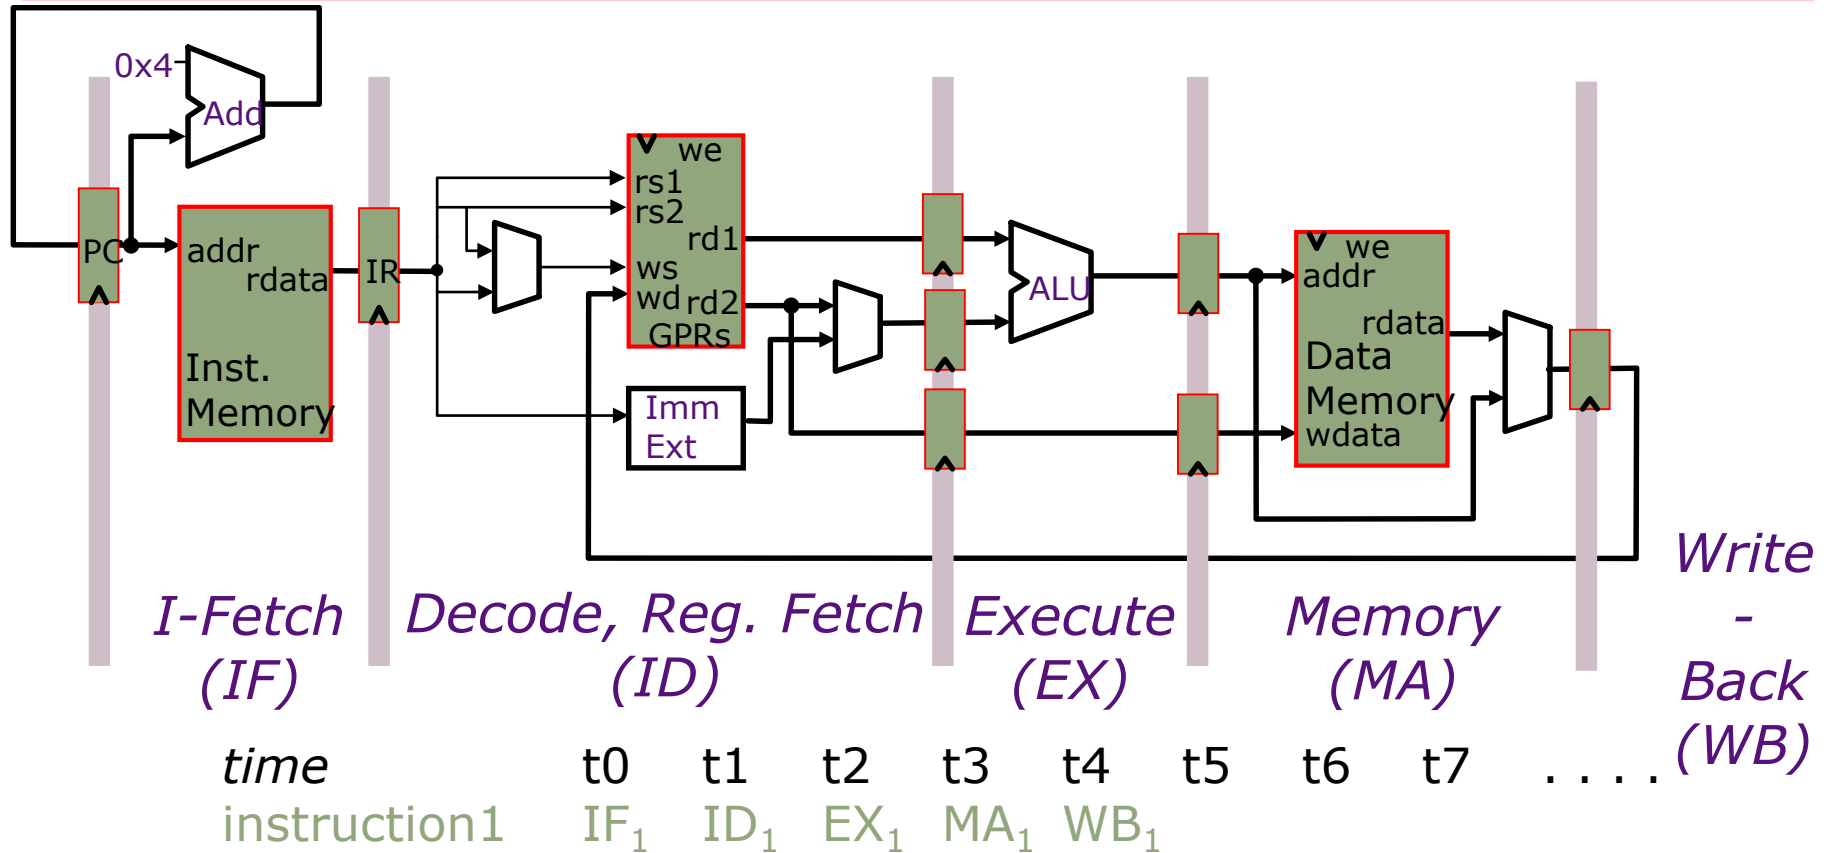 0x4
Add
PC
addr
rdata
Inst.
Memory
IR
we
rs1
rs2
rd1
ws
wd
rd2
GPRs
Imm
Ext
ALU
we
addr
rdata
Data
Memory
wdata
I-Fetch
(IF)
Decode, Reg. Fetch
(ID)
Execute
(EX)
Memory
(MA)
Write
-
Back
(WB)
time t0 t1 t2 t3 t4 t5 t6 t7 . . . .
instruction1 IF₁ ID₁ EX₁ MA₁ WB₁